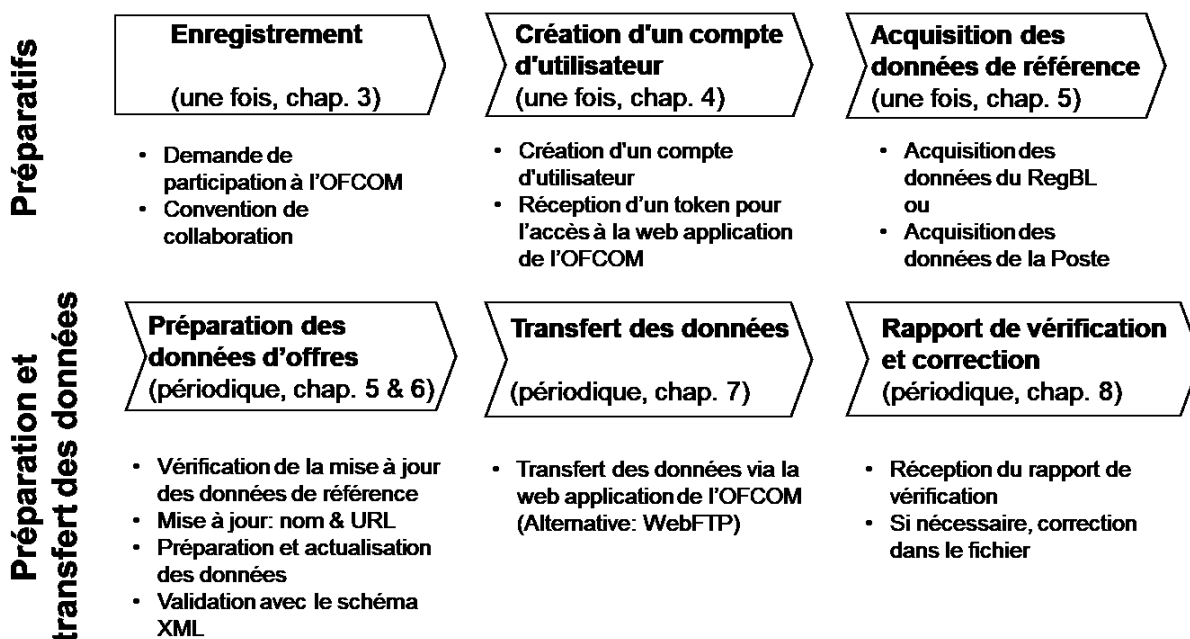 Préparatifs
Enregistrement
(une fois, chap. 3)
• Demande de
participation à l'OFCOM
• Convention de
collaboration
Création d'un compte
d'utilisateur
(une fois, chap. 4)
• Création d'un compte
d'utilisateur
• Réception d'un token pour
l'accès à la web application
de l'OFCOM
Acquisition des
données de référence
(une fois, chap. 5)
• Acquisition des
données du RegBL
ou
• Acquisition des
données de la Poste
Préparation et
transfert des données
Préparation des
données d'offres
(périodique, chap. 5 & 6)
• Vérification de la mise à jour
des données de référence
• Mise à jour: nom & URL
• Préparation et actualisation
des données
• Validation avec le schéma
XML
Transfert des données
(périodique, chap. 7)
• Transfert des données via la
web application de l'OFCOM
(Alternative: WebFTP)
Rapport de vérification
et correction
(périodique, chap. 8)
• Réception du rapport de
vérification
• Si nécessaire, correction
dans le fichier